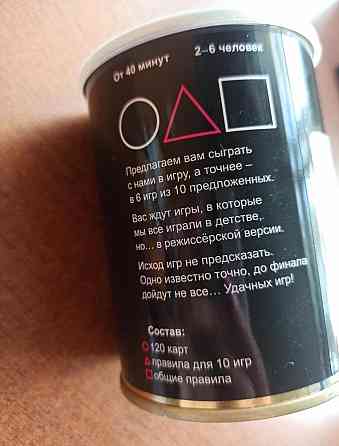 От 40 минут
2–6 человек
Предлагаем вам сыграть
с нами в игру, а точнее –
в 6 игр из 10 предложенных.
Вас ждут игры, в которые
мы все играли в детстве,
но... в режиссёрской версии.
Исход игр не предсказать.
Одно известно точно, до финала
дойдут не все... Удачных игр!
Состав:
120 карт
правила для 10 игр
общие правила